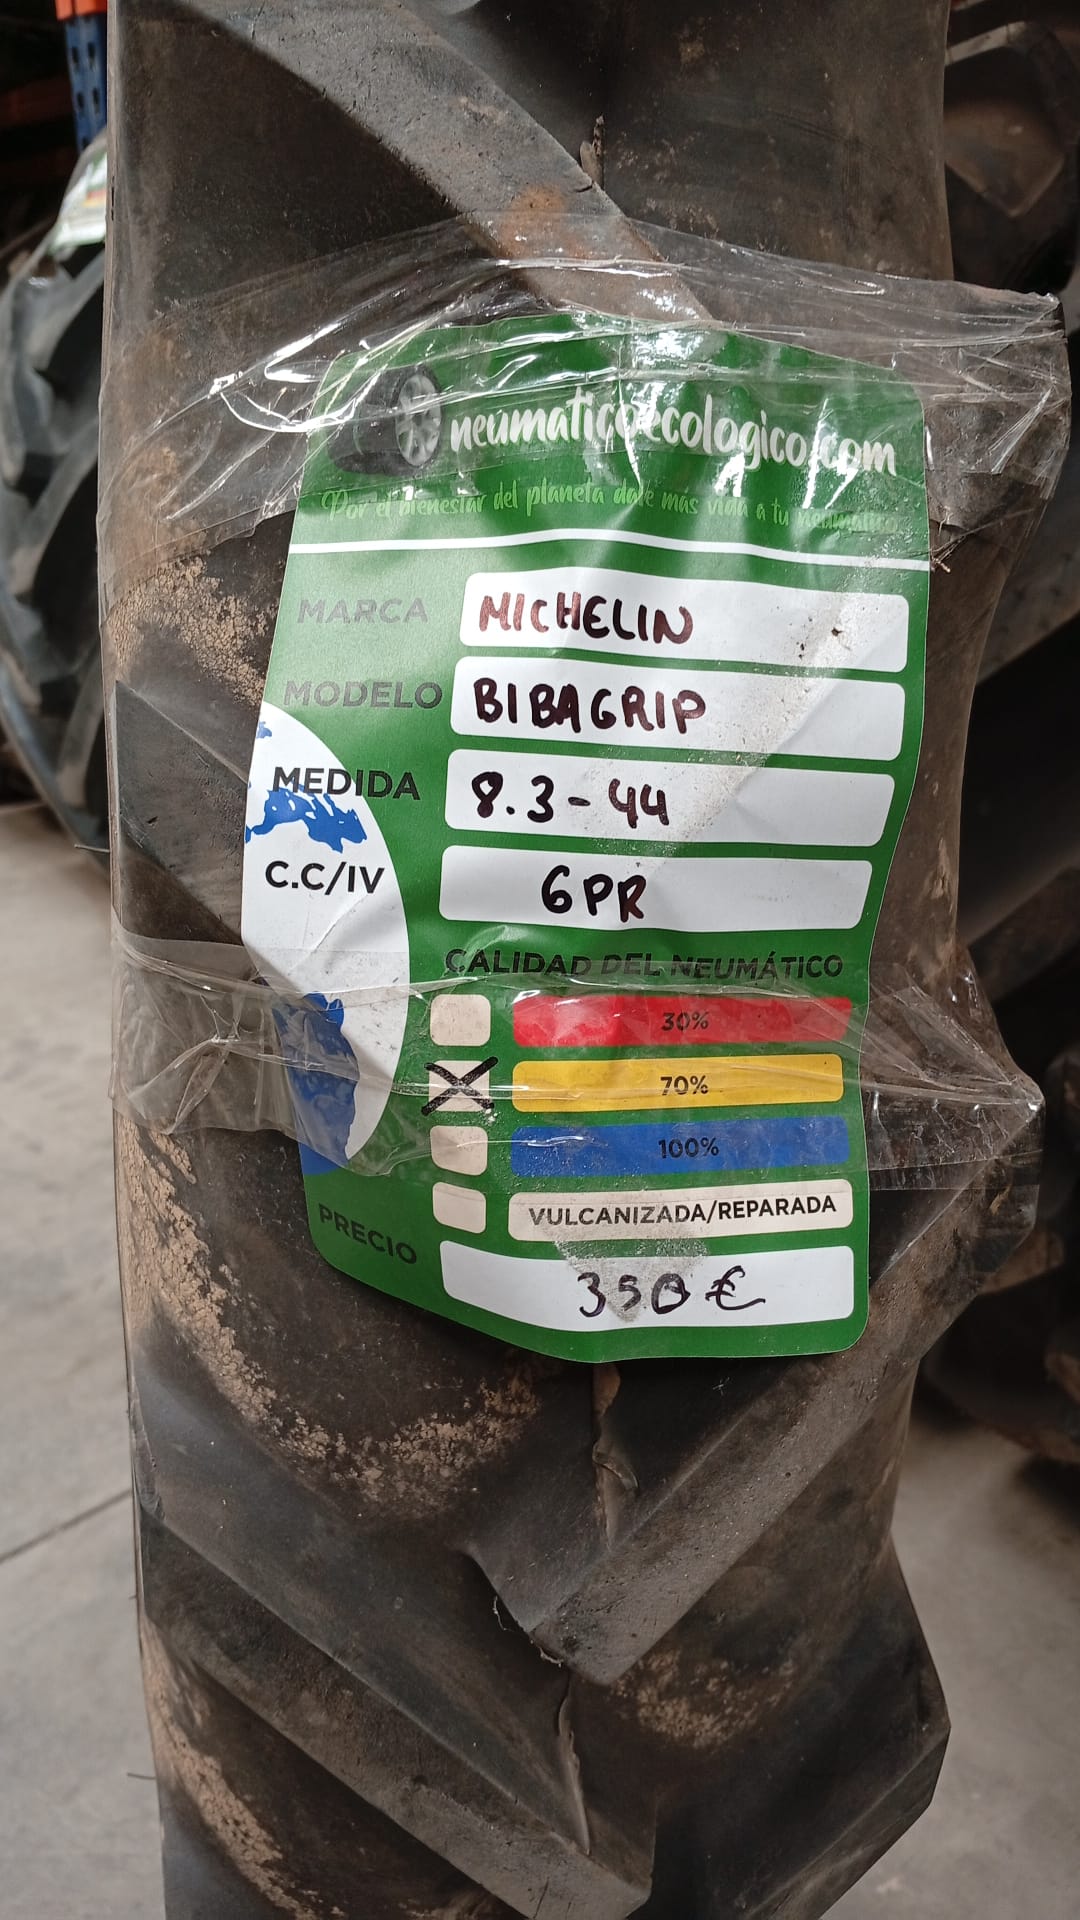 neumaticoecologico.com
Por el bienestar del planeta dale más vida a tu neumático
MARCA MICHELIN
MODELO BIBAGRIP
MEDIDA 8.3-44
C.C/IV 6PR
CALIDAD DEL NEUMÁTICO
30%
70%
100%
VULCANIZADA/REPARADA
PRECIO 350 €